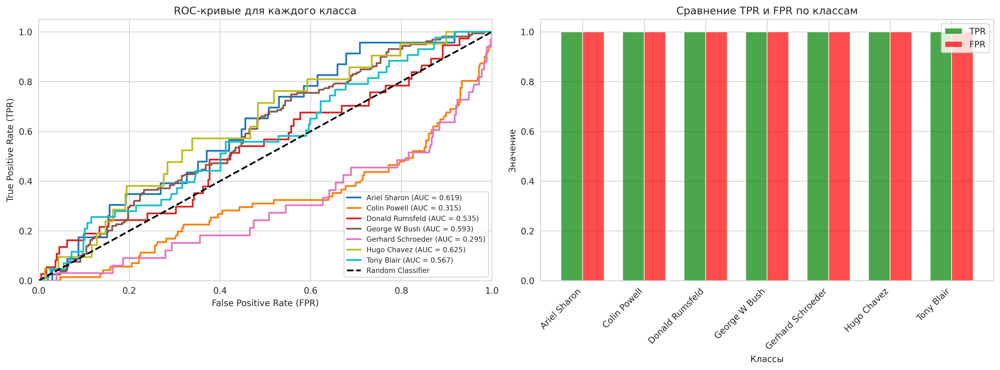 ROC-кривые для каждого класса
True Positive Rate (TPR)
1.0
0.8
0.6
0.4
0.2
0.0
0.0 0.2 0.4 0.6 0.8 1.0
False Positive Rate (FPR)
Ariel Sharon (AUC = 0.619)
Colin Powell (AUC = 0.315)
Donald Rumsfeld (AUC = 0.535)
George W Bush (AUC = 0.593)
Gerhard Schroeder (AUC = 0.295)
Hugo Chavez (AUC = 0.625)
Tony Blair (AUC = 0.567)
Random Classifier
Сравнение TPR и FPR по классам
Значение
1.0
0.8
0.6
0.4
0.2
0.0
TPR
FPR
Ariel Sharon
Colin Powell
Donald Rumsfeld
George W Bush
Gerhard Schroeder
Hugo Chavez
Tony Blair
Классы